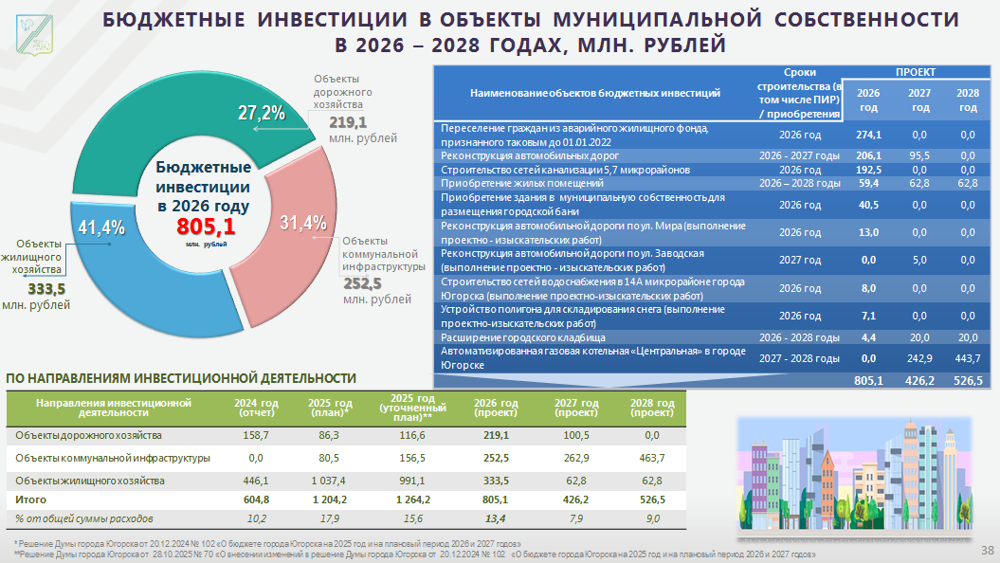 БЮДЖЕТНЫЕ ИНВЕСТИЦИИ В ОБЪЕКТЫ МУНИЦИПАЛЬНОЙ СОБСТВЕННОСТИ
В 2026 – 2028 ГОДАХ, МЛН. РУБЛЕЙ
Объекты
дорожного
хозяйства
219,1
млн. рублей
27,2%
Бюджетные
инвестиции
в 2026 году
805,1
млн. рублей
41,4%
31,4%
Объекты
жилищного
хозяйства
333,5
млн. рублей
Объекты
коммунальной
инфраструктуры
252,5
млн. рублей
Наименование объектов бюджетных инвестиций
Сроки
строительства (в
том числе ПИР)
/ приобретения
ПРОЕКТ
2026 год
2027 год
2028 год
Переселение граждан из аварийного жилищного фонда,
признанного таковым до 01.01.2022
2026 год 274,1 0,0 0,0
Реконструкция автомобильных дорог 2026 - 2027 годы 206,1 95,5 0,0
Строительство сетей канализации 5,7 микрорайонов 2026 год 192,5 0,0 0,0
Приобретение жилых помещений 2026 – 2028 годы 59,4 62,8 62,8
Приобретение здания в муниципальную собственность для
размещения городской бани
2026 год 40,5 0,0 0,0
Реконструкция автомобильной дороги по ул. Мира (выполнение
проектно - изыскательских работ)
2026 год 13,0 0,0 0,0
Реконструкция автомобильной дороги по ул. Заводская
(выполнение проектно - изыскательских работ)
2027 год 0,0 5,0 0,0
Строительство сетей водоснабжения в 14А микрорайоне города
Югорска (выполнение проектно-изыскательских работ)
2026 год 8,0 0,0 0,0
Устройство полигона для складирования снега (выполнение
проектно-изыскательских работ)
2026 год 7,1 0,0 0,0
Расширение городского кладбища 2026 - 2028 годы 4,4 20,0 20,0
Автоматизированная газовая котельная «Центральная» в городе
Югорске
2027 - 2028 годы 0,0 242,9 443,7
805,1 426,2 526,5
ПО НАПРАВЛЕНИЯМ ИНВЕСТИЦИОННОЙ ДЕЯТЕЛЬНОСТИ
Направления инвестиционной
деятельности
2024 год
(отчет)
2025 год
(план)*
2025 год
(уточненный
план)**
2026 год
(проект)
2027 год
(проект)
2028 год
(проект)
Объекты дорожного хозяйства 158,7 86,3 116,6 219,1 100,5 0,0
Объекты коммунальной инфраструктуры 0,0 80,5 156,5 252,5 262,9 463,7
Объекты жилищного хозяйства 446,1 1 037,4 991,1 333,5 62,8 62,8
Итого 604,8 1 204,2 1 264,2 805,1 426,2 526,5
% от общей суммы расходов 10,2 17,9 15,6 13,4 7,9 9,0
* Решение Думы города Югорска от 20.12.2024 № 102 «О бюджете города Югорска на 2025 год и на плановый период 2026 и 2027 годов»
**Решение Думы города Югорска от 28.10.2025 № 70 «О внесении изменений в решение Думы города Югорска от 20.12.2024 № 102 «О бюджете города Югорска на 2025 год и на плановый период 2026 и 2027 годов»
38